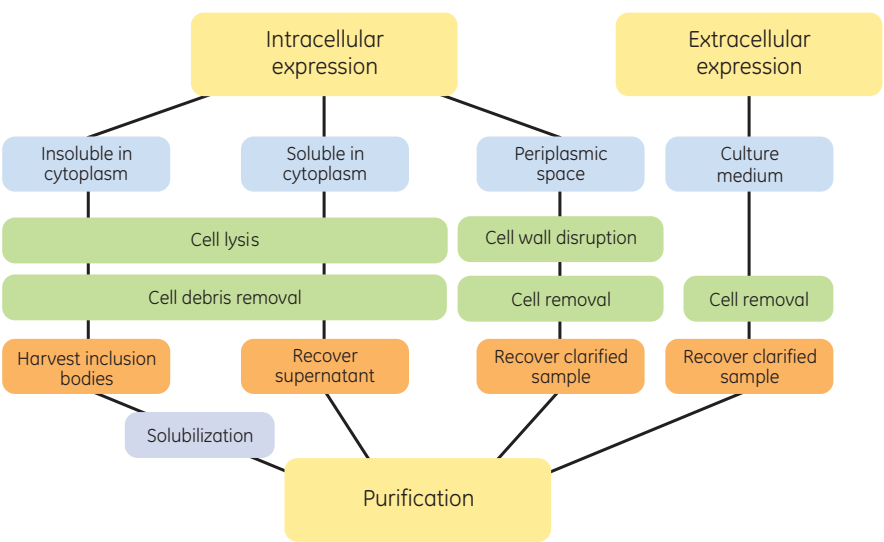 Intracellular
expression
Extracellular
expression
Insoluble in
cytoplasm
Soluble in
cytoplasm
Periplasmic
space
Culture
medium
Cell lysis
Cell wall disruption
Cell debris removal
Cell removal
Cell removal
Harvest inclusion
bodies
Recover
supernatant
Recover clarified
sample
Recover clarified
sample
Solubilization
Purification